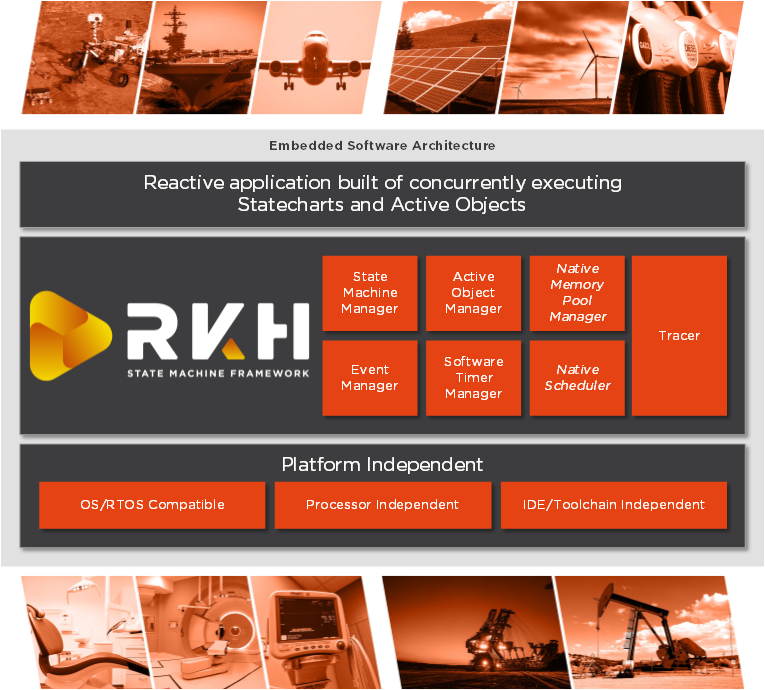 Embedded Software Architecture
Reactive application built of concurrently executing
Statecharts and Active Objects
RKH
STATE MACHINE FRAMEWORK
State
Machine
Manager
Active
Object
Manager
Native
Memory
Pool
Manager
Tracer
Event
Manager
Software
Timer
Manager
Native
Scheduler
Platform Independent
OS/RTOS Compatible
Processor Independent
IDE/Toolchain Independent